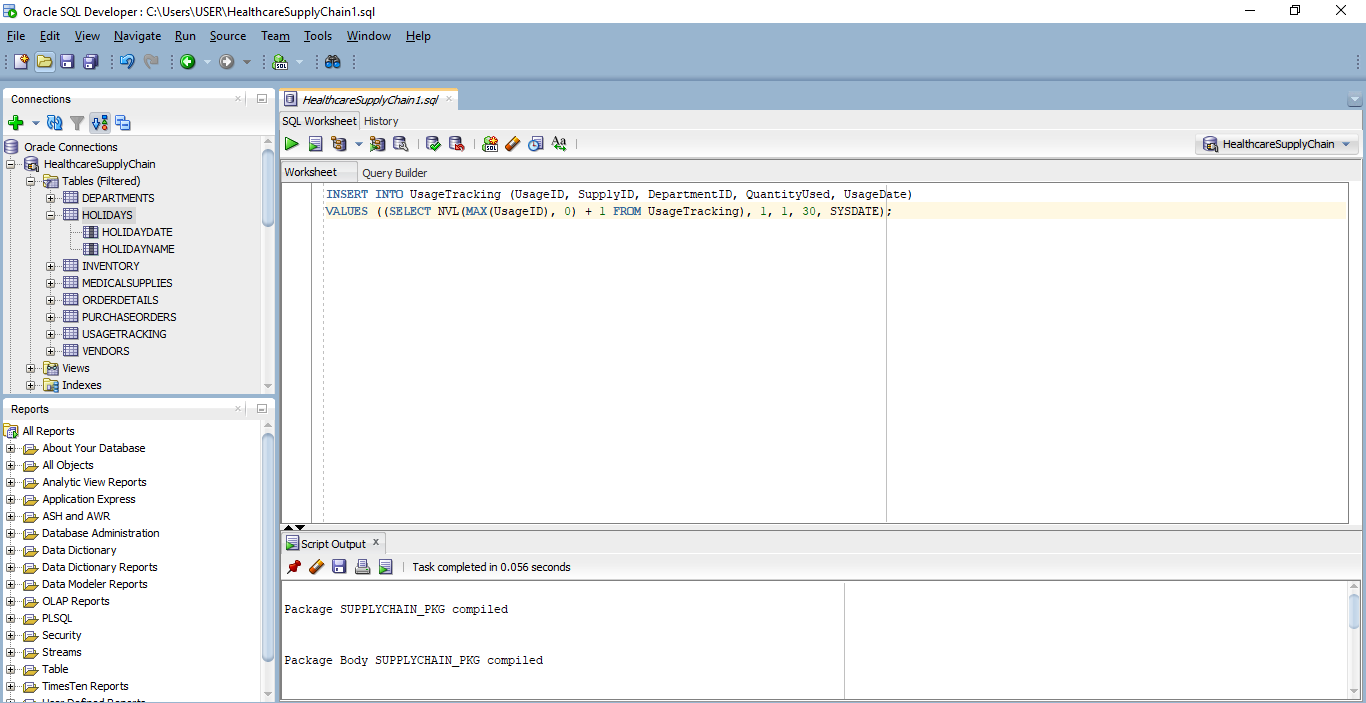 Oracle SQL Developer : C:\Users\USER\HealthcareSupplyChain1.sql
File Edit View Navigate Run Source Team Tools Window Help
Connections
Oracle Connections
HealthcareSupplyChain
Tables (Filtered)
DEPARTMENTS
HOLIDAYS
HOLIDAYDATE
HOLIDAYNAME
INVENTORY
MEDICALSUPPLIES
ORDERDETAILS
PURCHASEORDERS
USAGETRACKING
VENDORS
Views
Indexes
Reports
All Reports
About Your Database
All Objects
Analytic View Reports
Application Express
ASH and AWR
Database Administration
Data Dictionary
Data Dictionary Reports
Data Modeler Reports
OLAP Reports
PLSQL
Security
Streams
Table
TimesTen Reports
User Defined Reports
HealthcareSupplyChain1.sql
SQL Worksheet History
HealthcareSupplyChain
Worksheet Query Builder
INSERT INTO UsageTracking (UsageID, SupplyID, DepartmentID, QuantityUsed, UsageDate)
VALUES ((SELECT NVL(MAX(UsageID), 0) + 1 FROM UsageTracking), 1, 1, 30, SYSDATE);
Script Output
Task completed in 0.056 seconds
Package SUPPLYCHAIN_PKG compiled
Package Body SUPPLYCHAIN_PKG compiled